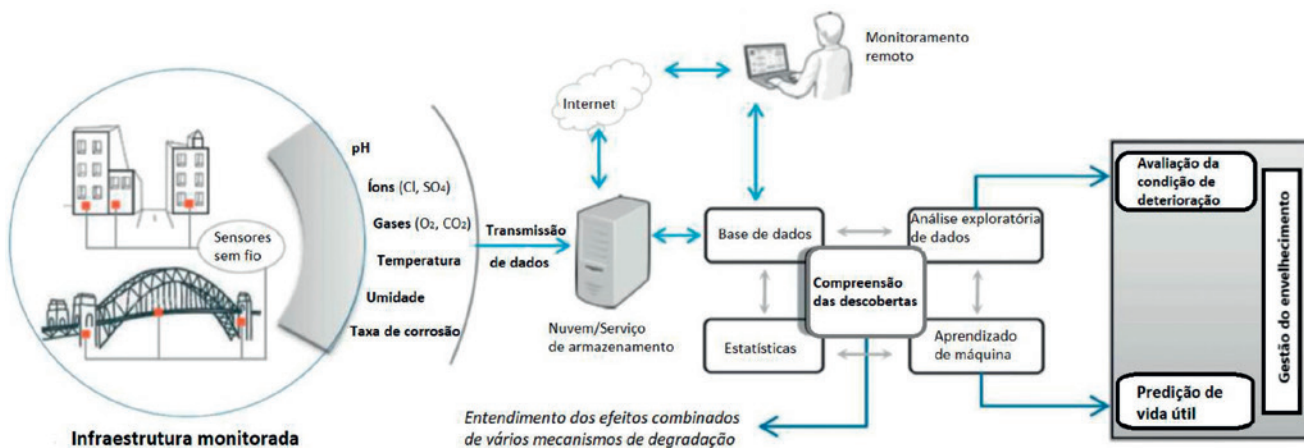 Sensores
sem fio
Infraestrutura monitorada
pH
Íons (Cl, SO₄)
Gases (O₂, CO₂)
Temperatura
Umidade
Taxa de corrosão
Transmissão
de dados
Internet
Monitoramento
remoto
Nuvem/Serviço
de armazenamento
Base de dados
Análise exploratória
de dados
Compreensão
das descobertas
Estatísticas
Aprendizado
de máquina
Entendimento dos efeitos combinados
de vários mecanismos de degradação
Avaliação da
condição de
deterioração
Predição de
vida útil
Gestão do envelhecimento